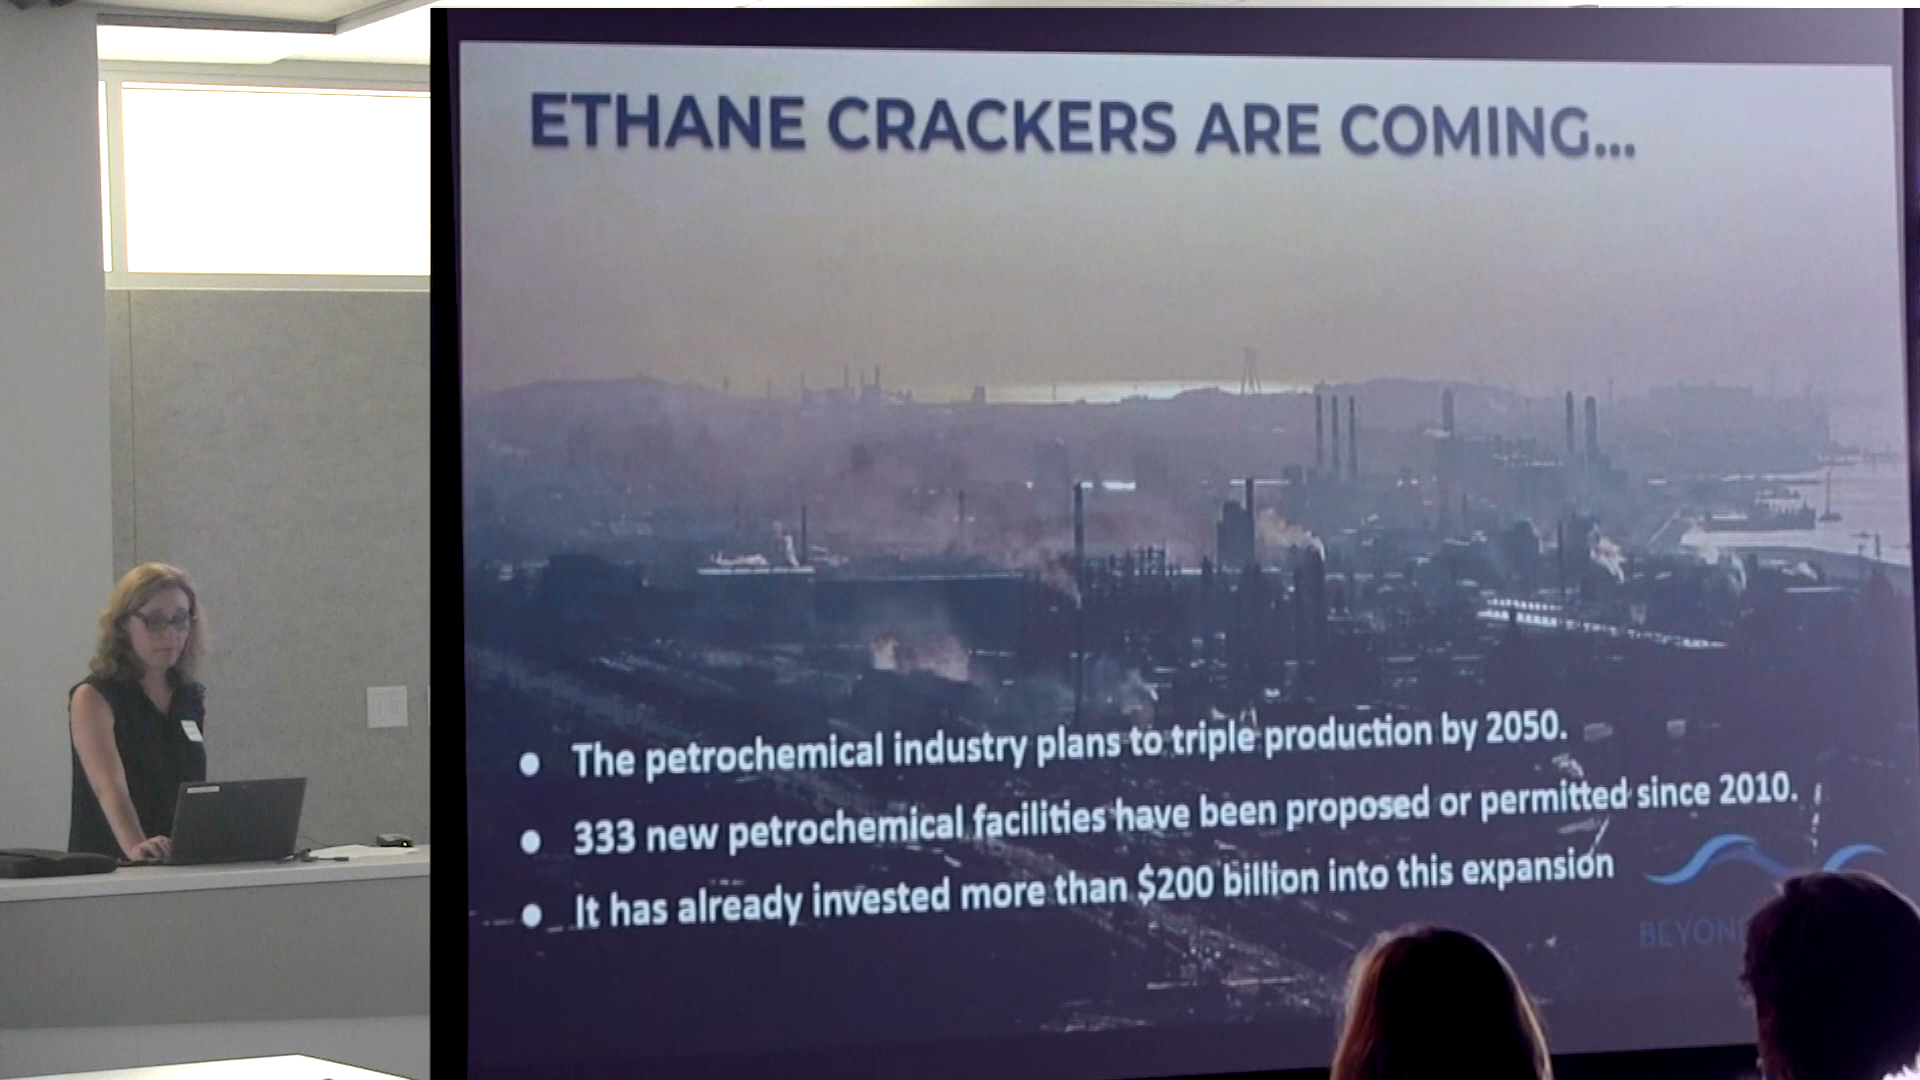 ETHANE CRACKERS ARE COMING...
● The petrochemical industry plans to triple production by 2050.
● 333 new petrochemical facilities have been proposed or permitted since 2010.
● It has already invested more than $200 billion into this expansion